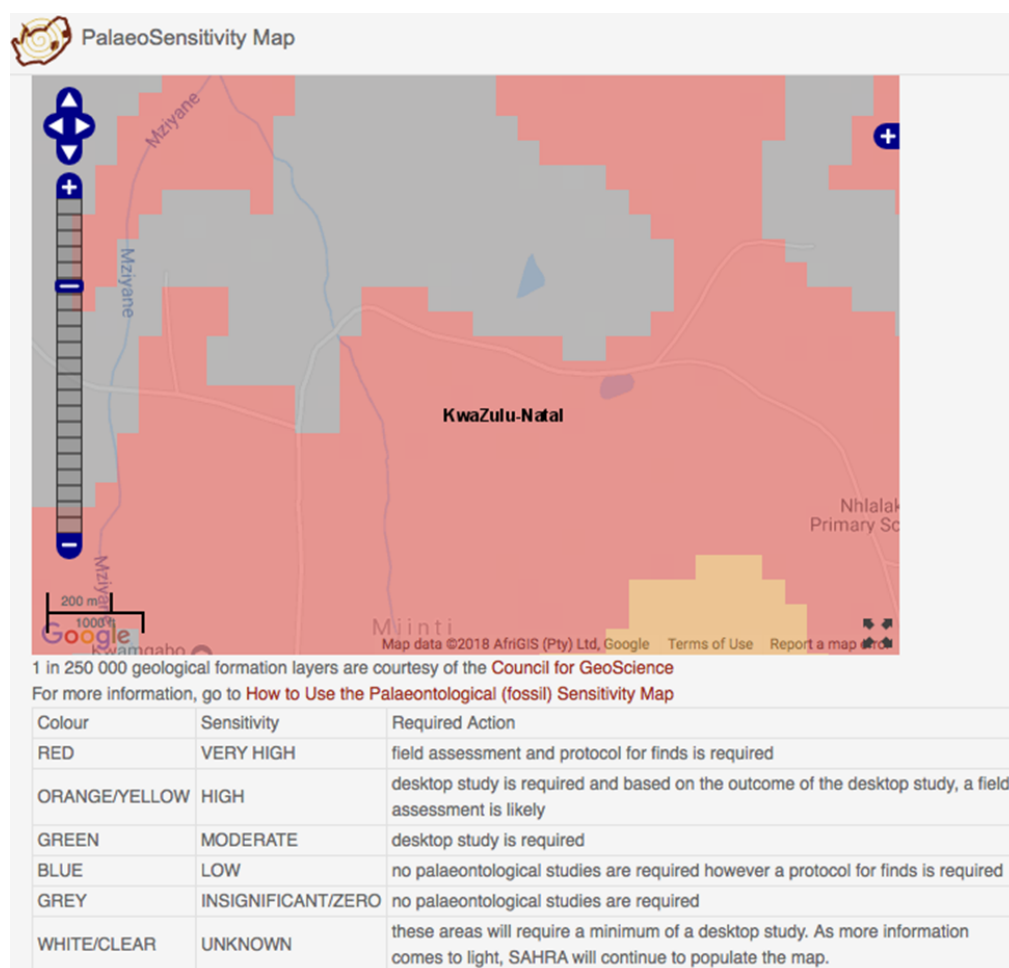 PalaeoSensitivity Map
Mziyane
Mziyane
KwaZulu-Natal
Nhlalak
Primary Sc
Mziyane
200 m
1000 ft
Google
Kwamgabo
Map data ©2018 AfriGIS (Pty) Ltd, Google Terms of Use Report a map error
1 in 250 000 geological formation layers are courtesy of the Council for GeoScience
For more information, go to How to Use the Palaeontological (fossil) Sensitivity Map
Colour Sensitivity Required Action
RED VERY HIGH field assessment and protocol for finds is required
ORANGE/YELLOW HIGH desktop study is required and based on the outcome of the desktop study, a field
assessment is likely
GREEN MODERATE desktop study is required
BLUE LOW no palaeontological studies are required however a protocol for finds is required
GREY INSIGNIFICANT/ZERO no palaeontological studies are required
WHITE/CLEAR UNKNOWN these areas will require a minimum of a desktop study. As more information
comes to light, SAHRA will continue to populate the map.